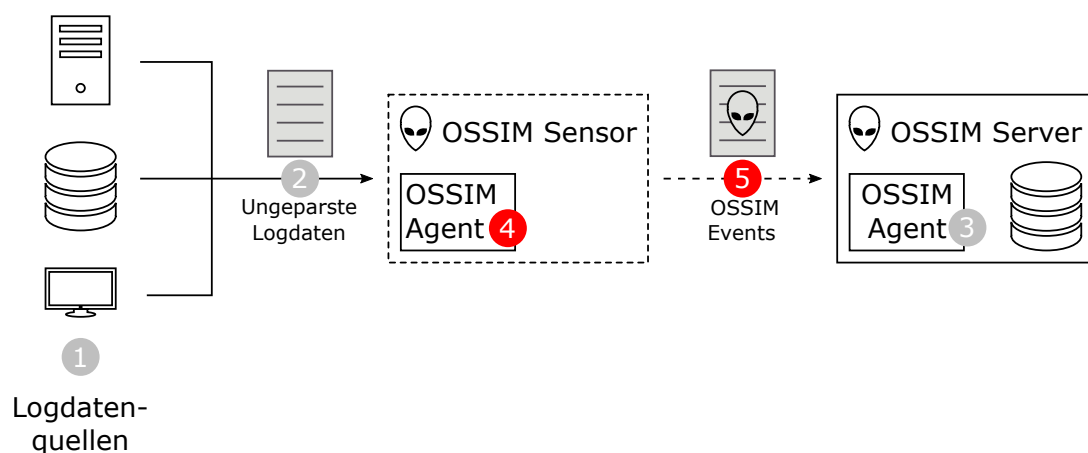 2
Ungeparste
Logdaten
OSSIM Sensor
OSSIM
Agent 4
5
OSSIM
Events
OSSIM Server
OSSIM
Agent 3
1
Logdaten-
quellen